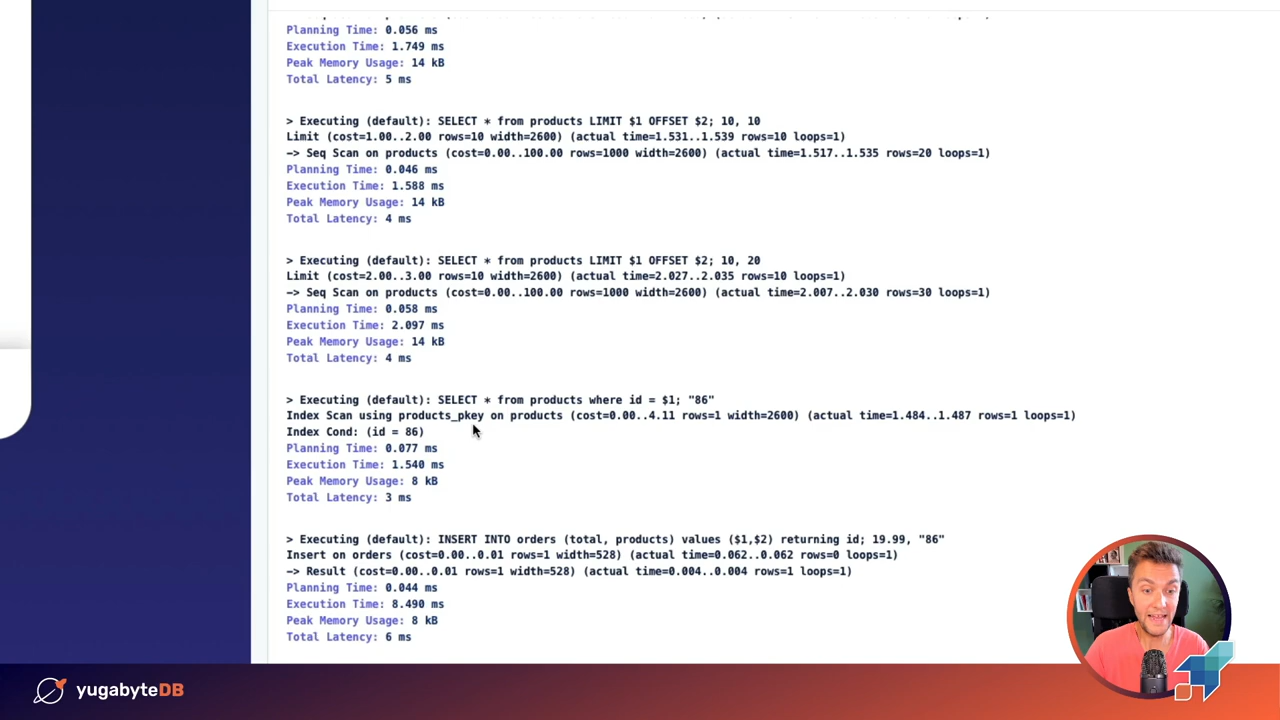 Planning Time: 0.056 ms
Execution Time: 1.749 ms
Peak Memory Usage: 14 kB
Total Latency: 5 ms
> Executing (default): SELECT * from products LIMIT $1 OFFSET $2; 10, 10
Limit (cost=1.00..2.00 rows=10 width=2600) (actual time=1.531..1.539 rows=10 loops=1)
-> Seq Scan on products (cost=0.00..100.00 rows=1000 width=2600) (actual time=1.517..1.535 rows=20 loops=1)
Planning Time: 0.046 ms
Execution Time: 1.588 ms
Peak Memory Usage: 14 kB
Total Latency: 4 ms
> Executing (default): SELECT * from products LIMIT $1 OFFSET $2; 10, 20
Limit (cost=2.00..3.00 rows=10 width=2600) (actual time=2.027..2.035 rows=10 loops=1)
-> Seq Scan on products (cost=0.00..100.00 rows=1000 width=2600) (actual time=2.007..2.030 rows=30 loops=1)
Planning Time: 0.058 ms
Execution Time: 2.097 ms
Peak Memory Usage: 14 kB
Total Latency: 4 ms
> Executing (default): SELECT * from products where id = $1; "86"
Index Scan using products_pkey on products (cost=0.00..4.11 rows=1 width=2600) (actual time=1.484..1.487 rows=1 loops=1)
Index Cond: (id = 86)
Planning Time: 0.077 ms
Execution Time: 1.540 ms
Peak Memory Usage: 8 kB
Total Latency: 3 ms
> Executing (default): INSERT INTO orders (total, products) values ($1,$2) returning id; 19.99, "86"
Insert on orders (cost=0.00..0.01 rows=1 width=528) (actual time=0.062..0.062 rows=0 loops=1)
-> Result (cost=0.00..0.01 rows=1 width=528) (actual time=0.004..0.004 rows=1 loops=1)
Planning Time: 0.044 ms
Execution Time: 8.490 ms
Peak Memory Usage: 8 kB
Total Latency: 6 ms
yugabyteDB